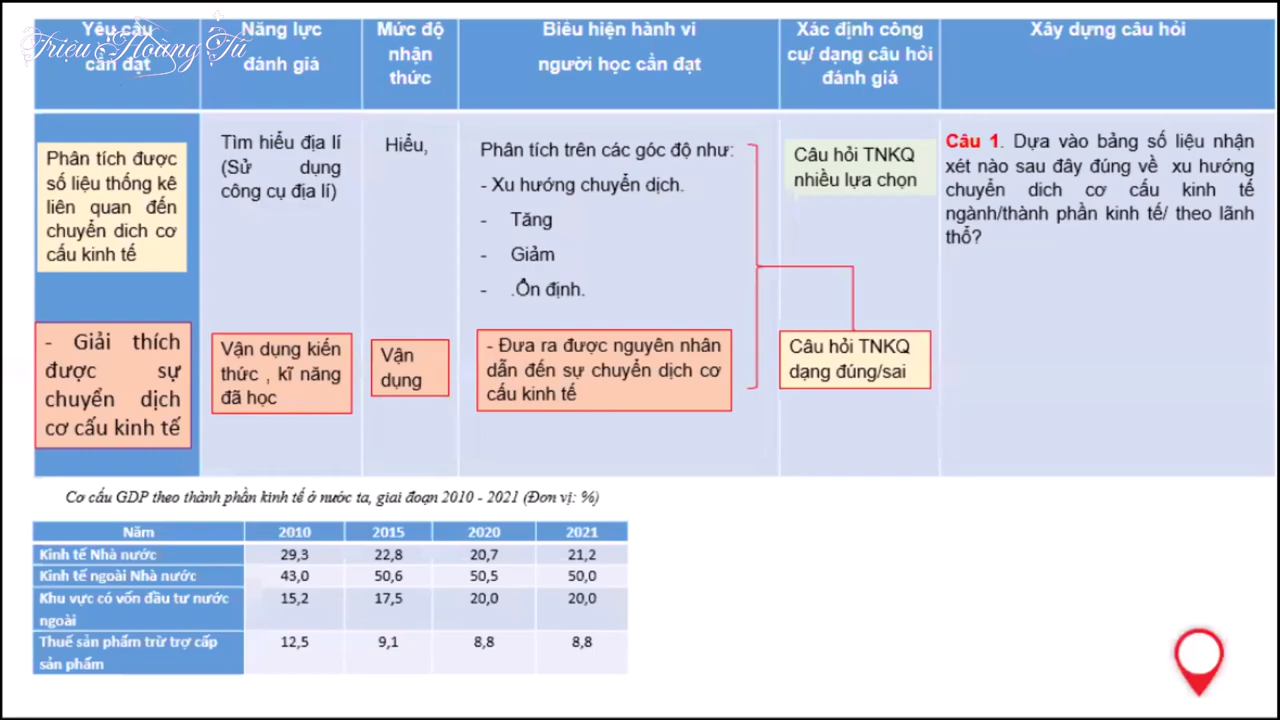 Triệu Hoàng Tú
Yêu cầu
cần đạt
Năng lực
đánh giá
Mức độ
nhận
thức
Biêu hiện hành vi
người học cần đạt
Xác định công
cụ/ dạng câu hỏi
đánh giá
Xây dựng câu hỏi
Phân tích được
số liệu thống kê
liên quan đến
chuyển dich cơ
cấu kinh tế
Tìm hiểu địa lí
(Sử dụng
công cụ địa lí)
Hiểu,
Phân tích trên các góc độ như:
- Xu hướng chuyển dịch.
- Tăng
- Giảm
- .Ổn định.
Câu hỏi TNKQ
nhiều lựa chọn
Câu 1. Dựa vào bảng số liệu nhận
xét nào sau đây đúng về xu hướng
chuyển dich cơ cấu kinh tế
ngành/thành phần kinh tế/ theo lãnh
thổ?
- Giải thích
được sự
chuyển dịch
cơ cấu kinh tế
Vận dụng kiến
thức , kĩ năng
đã học
Vận
dụng
- Đưa ra được nguyên nhân
dẫn đến sự chuyển dịch cơ
cấu kinh tế
Câu hỏi TNKQ
dạng đúng/sai
Cơ cấu GDP theo thành phần kinh tế ở nước ta, giai đoạn 2010 - 2021 (Đơn vị: %)
Năm 2010 2015 2020 2021
Kinh tế Nhà nước 29,3 22,8 20,7 21,2
Kinh tế ngoài Nhà nước 43,0 50,6 50,5 50,0
Khu vực có vốn đầu tư nước 15,2 17,5 20,0 20,0
ngoài
Thuế sản phẩm trừ trợ cấp 12,5 9,1 8,8 8,8
sản phẩm